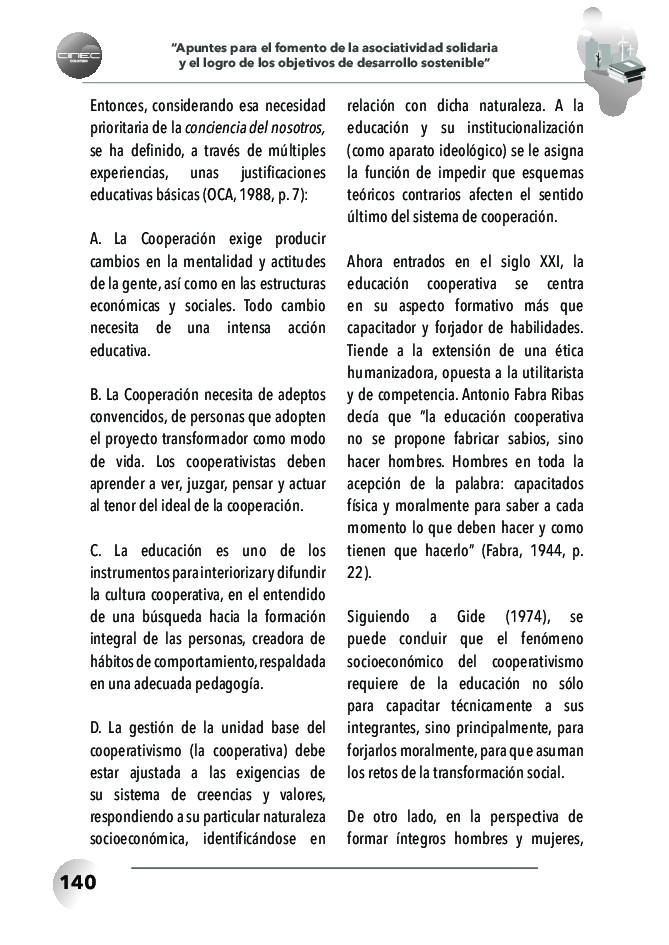 CINEC
"Apuntes para el fomento de la asociatividad solidaria
y el logro de los objetivos de desarrollo sostenible"
Entonces, considerando esa necesidad
prioritaria de la conciencia del nosotros,
se ha definido, a través de múltiples
experiencias, unas justificaciones
educativas básicas (OCA, 1988, p. 7):
A. La Cooperación exige producir
cambios en la mentalidad y actitudes
de la gente, así como en las estructuras
económicas y sociales. Todo cambio
necesita de una intensa acción
educativa.
B. La Cooperación necesita de adeptos
convencidos, de personas que adopten
el proyecto transformador como modo
de vida. Los cooperativistas deben
aprender a ver, juzgar, pensar y actuar
al tenor del ideal de la cooperación.
C. La educación es uno de los
instrumentos para interiorizar y difundir
la cultura cooperativa, en el entendido
de una búsqueda hacia la formación
integral de las personas, creadora de
hábitos de comportamiento, respaldada
en una adecuada pedagogía.
D. La gestión de la unidad base del
cooperativismo (la cooperativa) debe
estar ajustada a las exigencias de
su sistema de creencias y valores,
respondiendo a su particular naturaleza
socioeconómica, identificándose en
relación con dicha naturaleza. A la
educación y su institucionalización
(como aparato ideológico) se le asigna
la función de impedir que esquemas
teóricos contrarios afecten el sentido
último del sistema de cooperación.
Ahora entrados en el siglo XXI, la
educación cooperativa se centra
en su aspecto formativo más que
capacitador y forjador de habilidades.
Tiende a la extensión de una ética
humanizadora, opuesta a la utilitarista
y de competencia. Antonio Fabra Ribas
decía que "la educación cooperativa
no se propone fabricar sabios, sino
hacer hombres. Hombres en toda la
acepción de la palabra: capacitados
física y moralmente para saber a cada
momento lo que deben hacer y como
tienen que hacerlo" (Fabra, 1944, p.
22).
Siguiendo a Gide (1974), se
puede concluir que el fenómeno
socioeconómico del cooperativismo
requiere de la educación no sólo
para capacitar técnicamente a sus
integrantes, sino principalmente, para
forjarlos moralmente, para que asuman
los retos de la transformación social.
De otro lado, en la perspectiva de
formar íntegros hombres y mujeres,
140